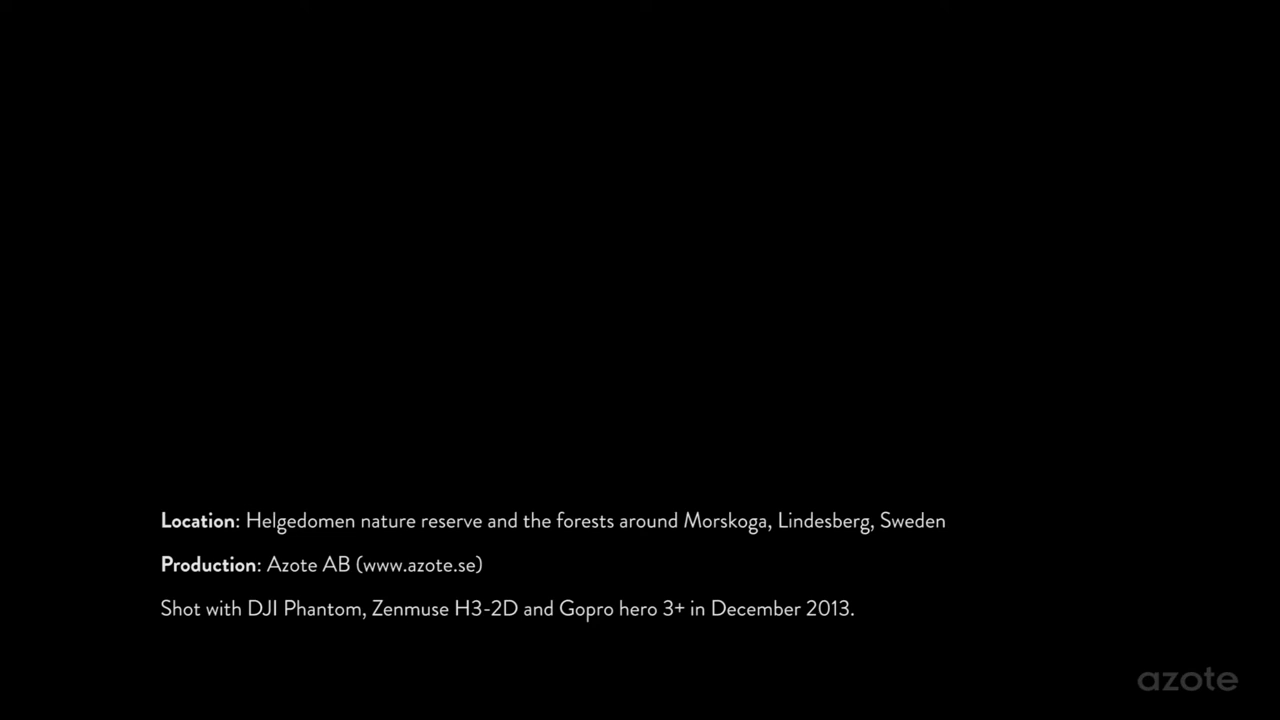 Location: Helgedomen nature reserve and the forests around Morskoga, Lindesberg, Sweden
Production: Azote AB (www.azote.se)
Shot with DJI Phantom, Zenmuse H3-2D and Gopro hero 3+ in December 2013.
azote